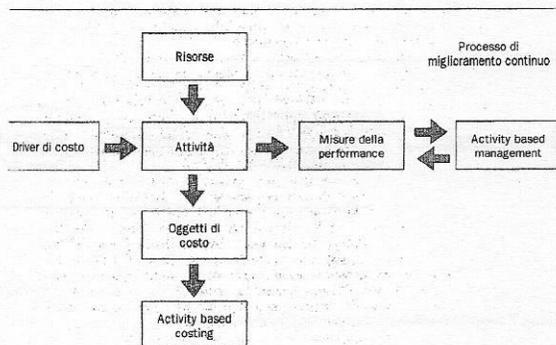 Risorse
Processo di
miglioramento continuo
Driver di costo
Attività
Misure della
performance
Activity based
management
Oggetti di
costo
Activity based
costing